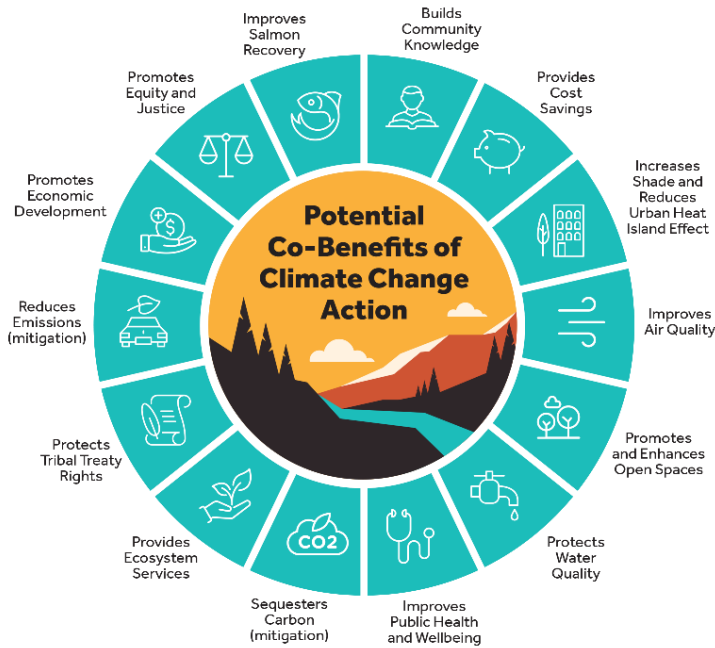 Potential
Co-Benefits of
Climate Change
Action
Builds
Community
Knowledge
Provides
Cost
Savings
Increases
Shade and
Reduces
Urban Heat
Island Effect
Improves
Air Quality
Promotes
and Enhances
Open Spaces
Protects
Water
Quality
Improves
Public Health
and Wellbeing
Sequesters
Carbon
(mitigation)
CO2
Provides
Ecosystem
Services
Protects
Tribal Treaty
Rights
Reduces
Emissions
(mitigation)
Promotes
Economic
Development
$
Promotes
Equity and
Justice
Improves
Salmon
Recovery